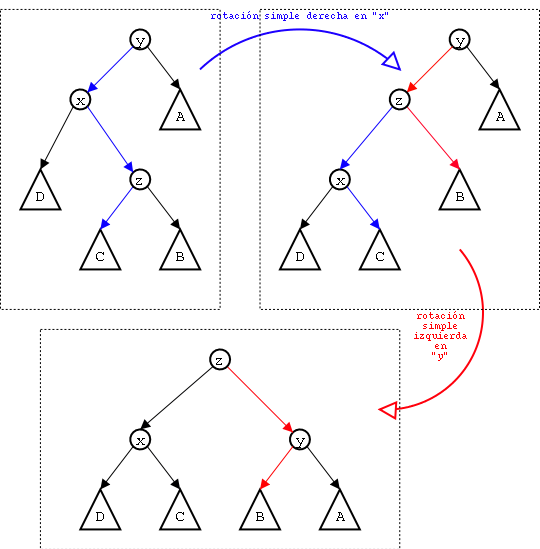 rotación simple derecha en "x"
y
x
A
z
D
C
B
y
z
A
x
B
D
C
rotación
simple
izquierda
en
"y"
z
x
y
D
C
B
A